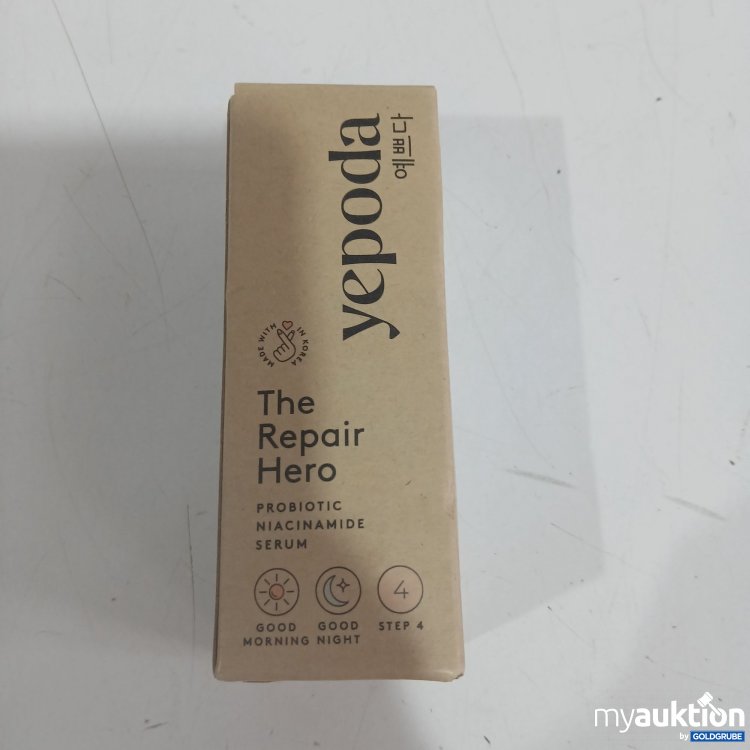 yepoda
예쁘다
MADE WITH IN KOREA
The
Repair
Hero
PROBIOTIC
NIACINAMIDE
SERUM
4
GOOD MORNING
GOOD NIGHT
STEP 4
myauktion
by GOLDGRUBE